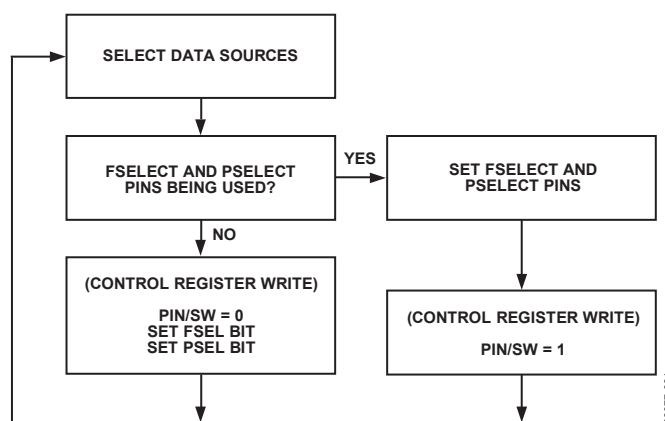 SELECT DATA SOURCES
FSELECT AND PSELECT
PINS BEING USED?
YES
SET FSELECT AND
PSELECT PINS
NO
(CONTROL REGISTER WRITE)
PIN/SW = 0
SET FSEL BIT
SET PSEL BIT
(CONTROL REGISTER WRITE)
PIN/SW = 1